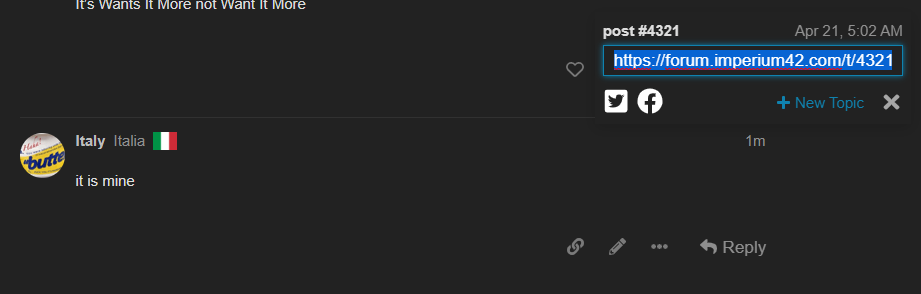 It's Wants It More not Want It More
post #4321
Apr 21, 5:02 AM
https://forum.imperium42.com/t/4321
New Topic
Italy Italia
1m
butte
it is mine
Reply